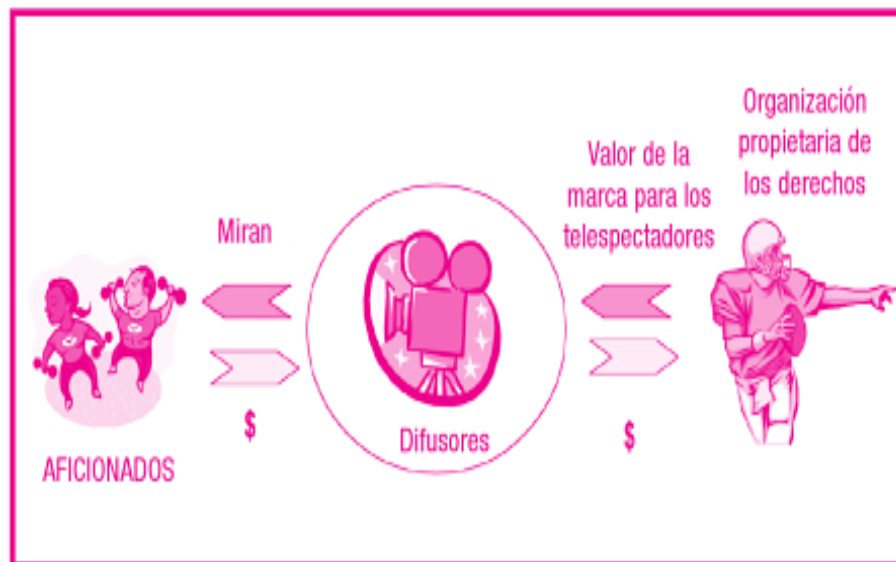 Organización
propietaria de
los derechos
Valor de la
marca para los
telespectadores
Miran
$
$
Difusores
AFICIONADOS